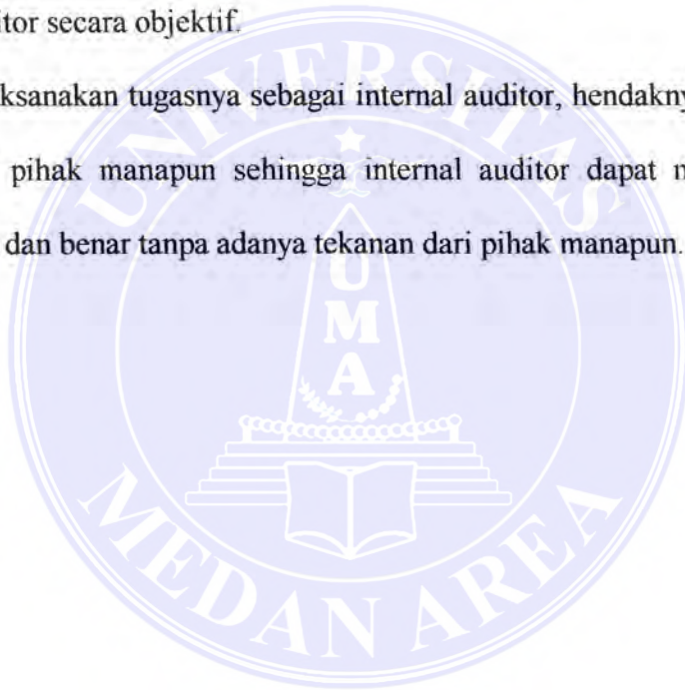 itor secara objektif.
ksanakan tugasnya sebagai internal auditor, hendakny
pihak manapun sehingga internal auditor dapat
dan benar tanpa adanya tekanan dari pihak manapun.
UNIVERSITAS
UMA
MEDAN AREA